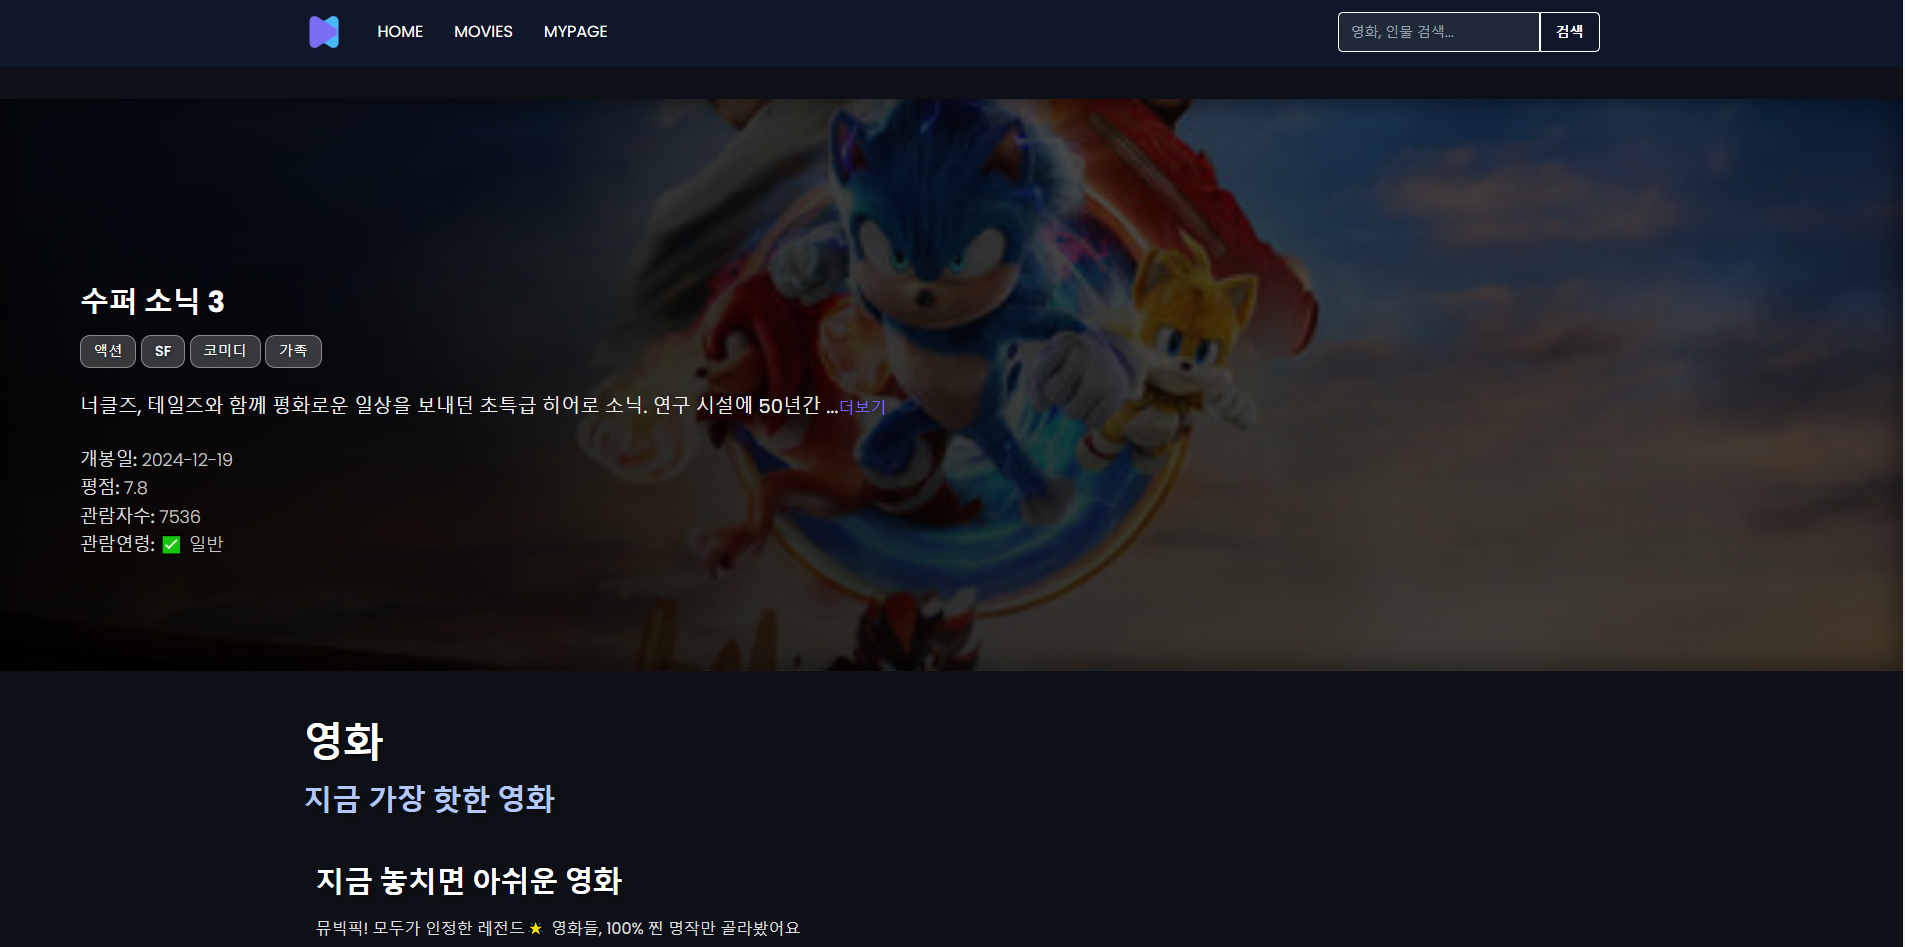 HOME MOVIES MYPAGE 영화, 인물 검색... 검색
수퍼 소닉 3
액션 SF 코미디 가족
너클즈, 테일즈와 함께 평화로운 일상을 보내던 초특급 히어로 소닉. 연구 시설에 50년간 ...더보기
개봉일: 2024-12-19
평점: 7.8
관람자수: 7536
관람연령: ✅ 일반
영화
지금 가장 핫한 영화
지금 놓치면 아쉬운 영화
뮤빅픽! 모두가 인정한 레전드⭐ 영화들, 100% 찐 명작만 골라봤어요